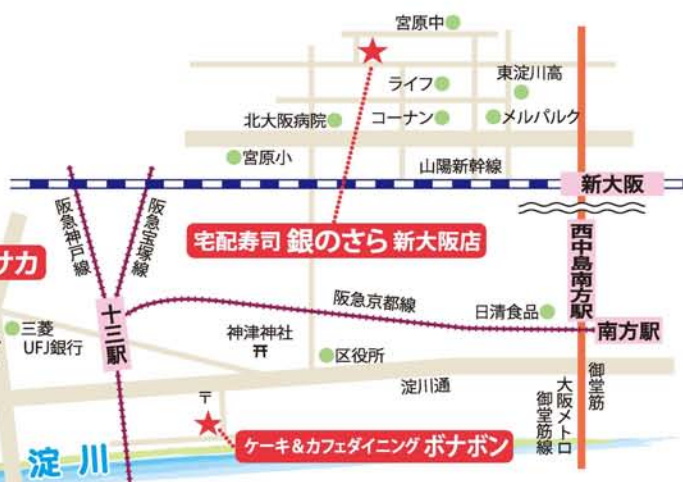 宮原中
ライフ
東淀川高
北大阪病院
コーナン
メルパルク
宮原小
山陽新幹線
新大阪
阪急神戸線
阪急宝塚線
宅配寿司 銀のさら 新大阪店
西中島南方駅
サカ
阪急京都線
日清食品
南方駅
十三駅
三菱
UFJ銀行
神津神社
区役所
淀川通
御堂筋
大阪メトロ
御堂筋線
〒
ケーキ&カフェダイニング ボナボン
淀川